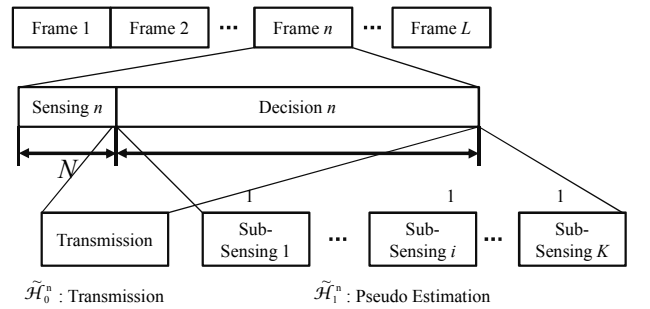 Frame 1 Frame 2 ... Frame n ... Frame L
Sensing n Decision n
N
1 1 1
Transmission Sub-Sensing 1 ... Sub-Sensing i ... Sub-Sensing K
ℋ̃₀ⁿ : Transmission ℋ̃₁ⁿ : Pseudo Estimation